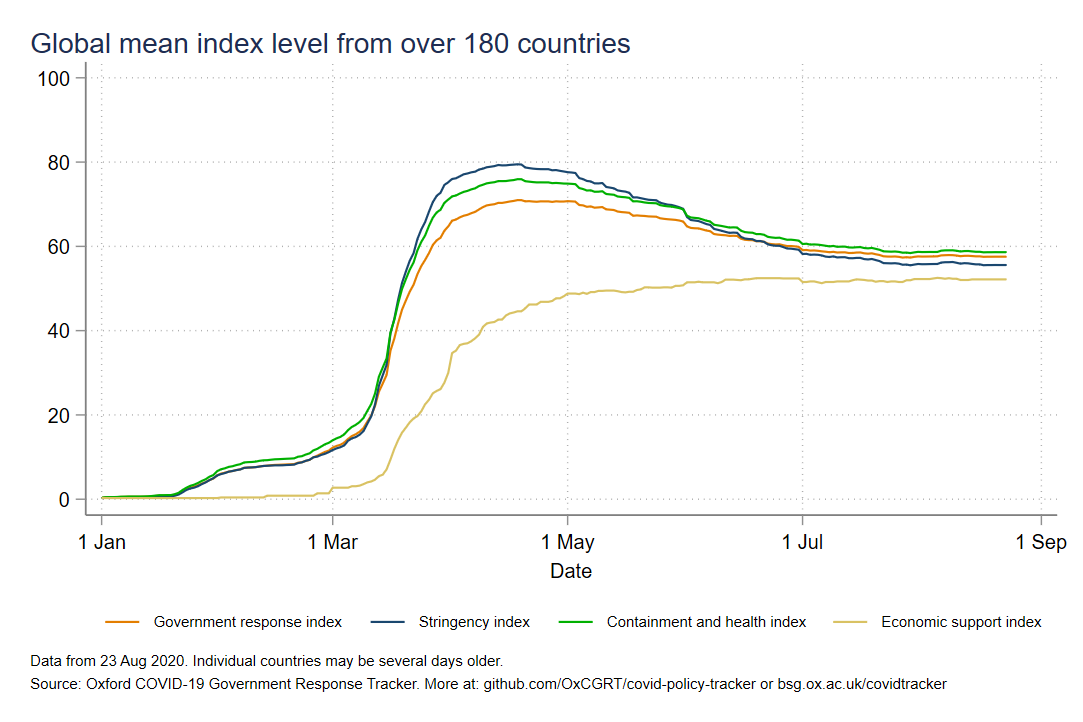 Global mean index level from over 180 countries
100
80
60
40
20
0
1 Jan 1 Mar 1 May 1 Jul 1 Sep
Date
Government response index Stringency index Containment and health index Economic support index
Data from 23 Aug 2020. Individual countries may be several days older.
Source: Oxford COVID-19 Government Response Tracker. More at: github.com/OxCGRT/covid-policy-tracker or bsg.ox.ac.uk/covidtracker